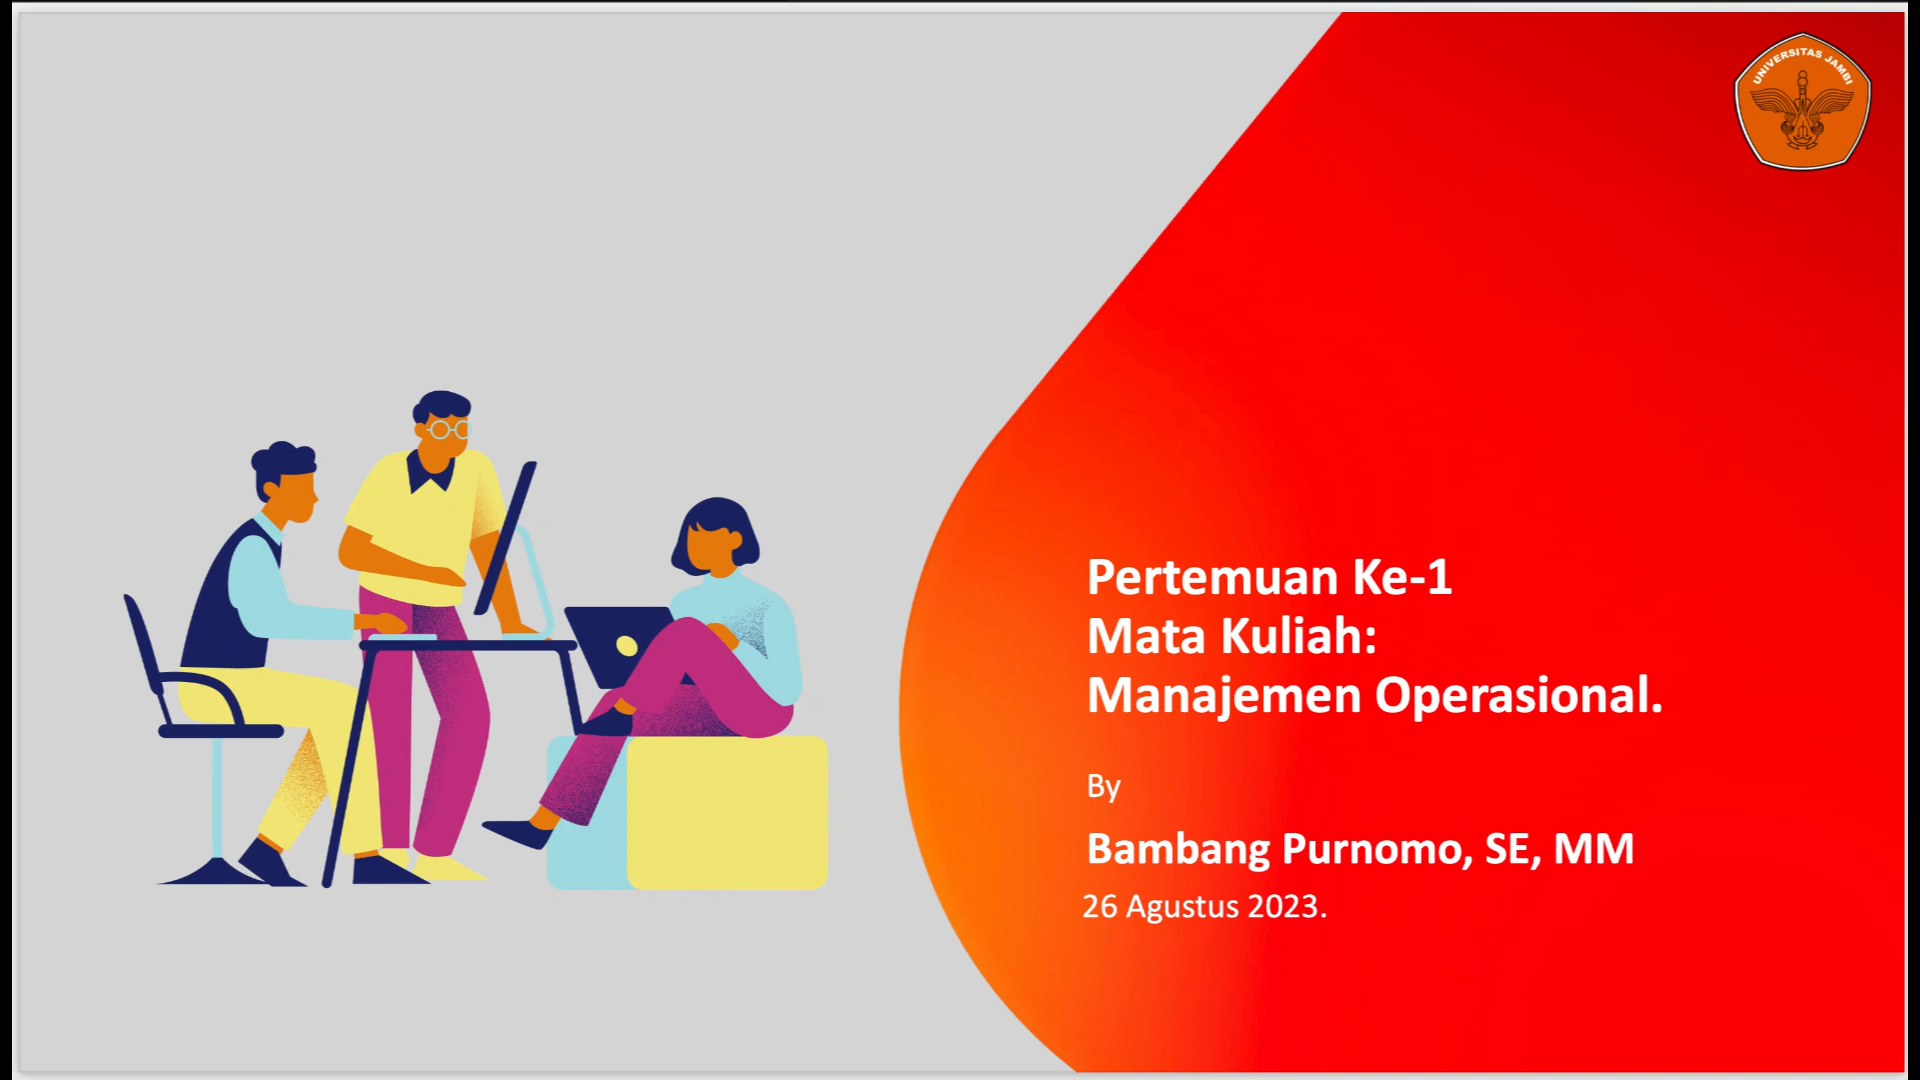 UNIVERSITAS JAMBI
Pertemuan Ke-1
Mata Kuliah:
Manajemen Operasional.
By
Bambang Purnomo, SE, MM
26 Agustus 2023.